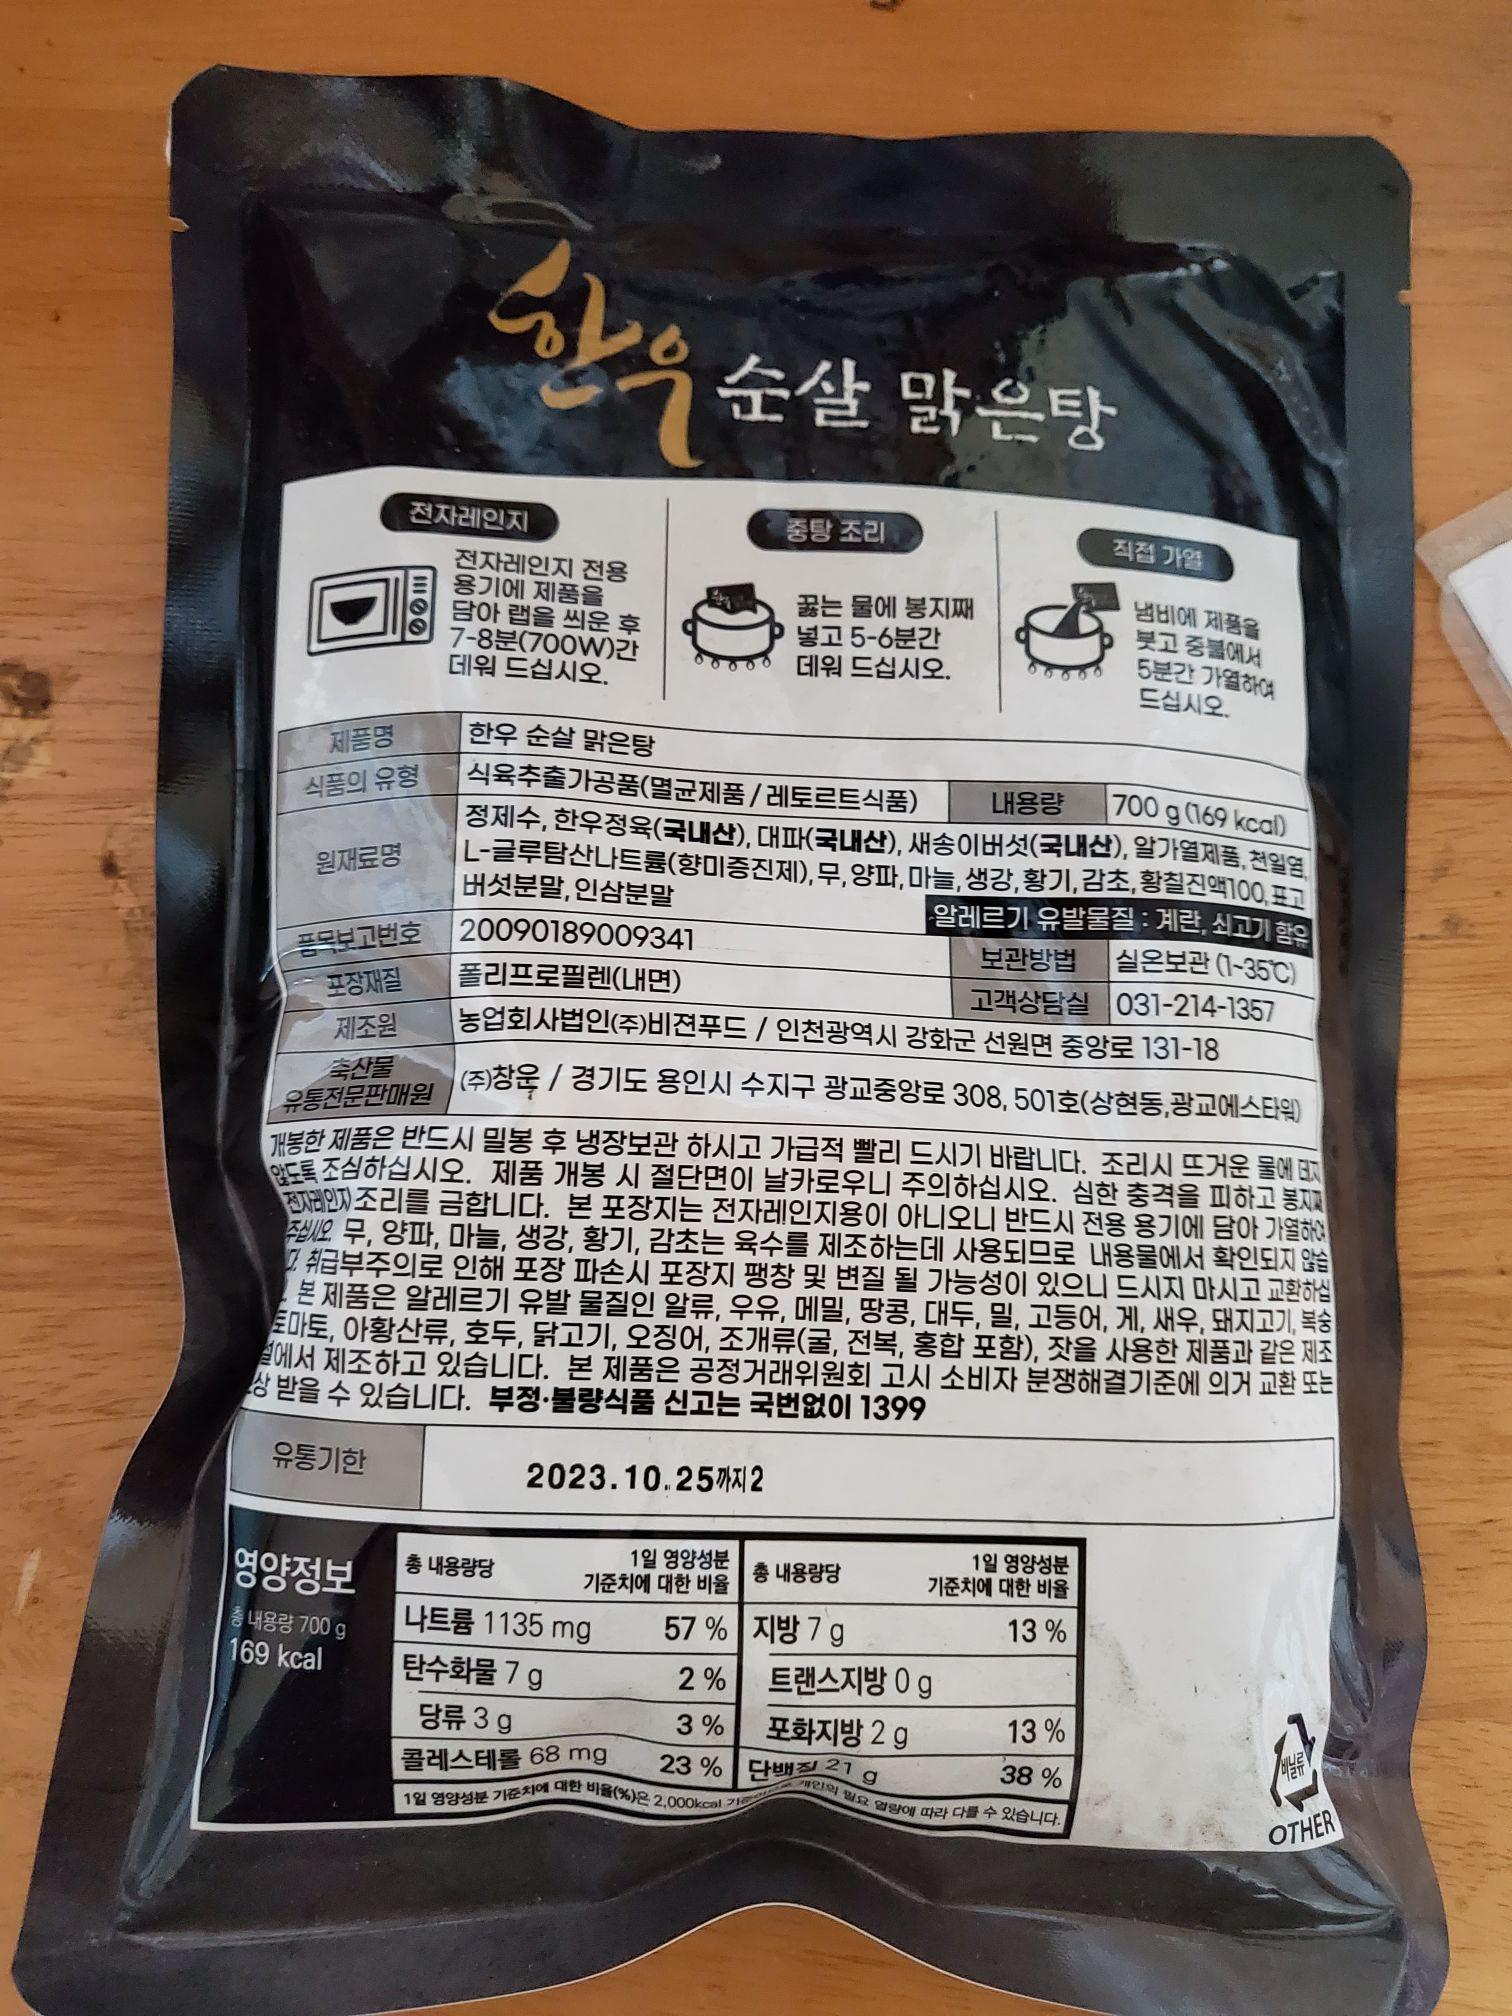 한우 순살 맑은탕
전자레인지
전자레인지 전용
용기에 제품을
담아 랩을 씌운 후
7-8분(700W)간
데워 드십시오.
중탕 조리
끓는 물에 봉지째
넣고 5-6분간
데워 드십시오.
직접 가열
냄비에 제품을
붓고 중불에서
5분간 가열하여
드십시오.
제품명 한우 순살 맑은탕
식품의 유형 식육추출가공품(멸균제품/레토르트식품) 내용량 700 g (169 kcal)
원재료명 정제수, 한우정육(국내산), 대파(국내산), 새송이버섯(국내산), 알가열제품, 천일염,
L-글루탐산나트륨(향미증진제), 무, 양파, 마늘, 생강, 황기, 감초, 황칠진액100, 표고
버섯분말, 인삼분말
알레르기 유발물질 : 계란, 쇠고기 함유
품목보고번호 20090189009341 보관방법 실온보관 (1~35℃)
포장재질 폴리프로필렌(내면) 고객상담실 031-214-1357
제조원 농업회사법인(주)비젼푸드 / 인천광역시 강화군 선원면 중앙로 131-18
축산물
유통전문판매원 (주)창운 / 경기도 용인시 수지구 광교중앙로 308, 501호(상현동,광교에스타워)
개봉한 제품은 반드시 밀봉 후 냉장보관 하시고 가급적 빨리 드시기 바랍니다. 조리시 뜨거운 물에 데지
않도록 조심하십시오. 제품 개봉 시 절단면이 날카로우니 주의하십시오. 심한 충격을 피하고 봉지째
전자레인지 조리를 금합니다. 본 포장지는 전자레인지용이 아니오니 반드시 전용 용기에 담아 가열하여
주십시오. 무, 양파, 마늘, 생강, 황기, 감초는 육수를 제조하는데 사용되므로 내용물에서 확인되지 않습
다. 취급부주의로 인해 포장 파손시 포장지 팽창 및 변질 될 가능성이 있으니 드시지 마시고 교환하십
본 제품은 알레르기 유발 물질인 알류, 우유, 메밀, 땅콩, 대두, 밀, 고등어, 게, 새우, 돼지고기, 복숭
토마토, 아황산류, 호두, 닭고기, 오징어, 조개류(굴, 전복, 홍합 포함), 잣을 사용한 제품과 같은 제조
설에서 제조하고 있습니다. 본 제품은 공정거래위원회 고시 소비자 분쟁해결기준에 의거 교환 또는
상 받을 수 있습니다. 부정·불량식품 신고는 국번없이 1399
유통기한 2023.10.25까지2
영양정보
총 내용량 700 g
169 kcal
총 내용량당 1일 영양성분 기준치에 대한 비율 총 내용량당 1일 영양성분 기준치에 대한 비율
나트륨 1135 mg 57 % 지방 7 g 13 %
탄수화물 7 g 2 % 트랜스지방 0 g
당류 3 g 3 % 포화지방 2 g 13 %
콜레스테롤 68 mg 23 % 단백질 21 g 38 %
1일 영양성분 기준치에 대한 비율(%)은 2,000kcal 개인의 필요 열량에 따라 다를 수 있습니다.
비닐류
OTHER